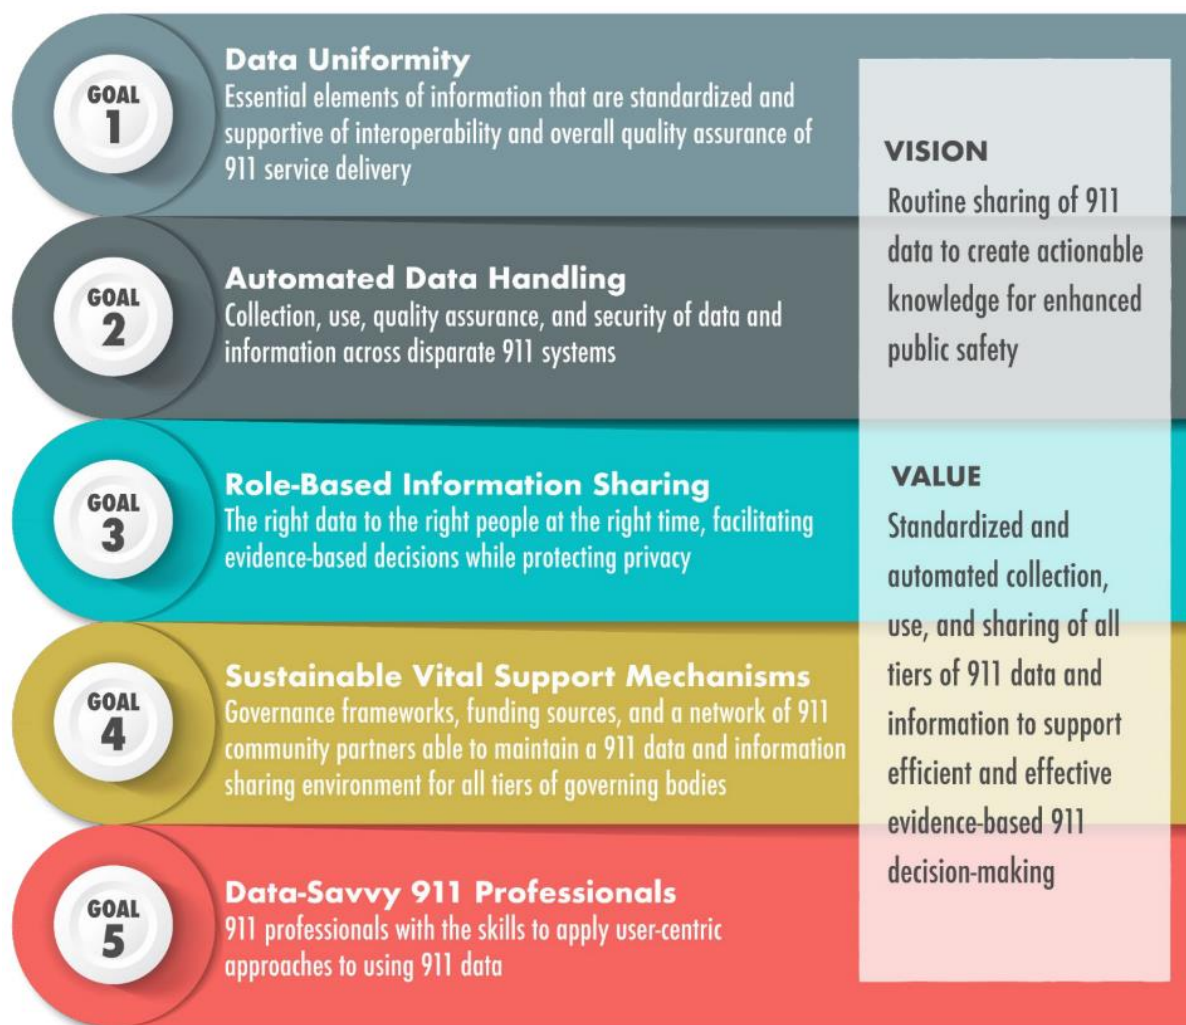 GOAL
1
Data Uniformity
Essential elements of information that are standardized and
supportive of interoperability and overall quality assurance of
911 service delivery
GOAL
2
Automated Data Handling
Collection, use, quality assurance, and security of data and
information across disparate 911 systems
GOAL
3
Role-Based Information Sharing
The right data to the right people at the right time, facilitating
evidence-based decisions while protecting privacy
GOAL
4
Sustainable Vital Support Mechanisms
Governance frameworks, funding sources, and a network of 911
community partners able to maintain a 911 data and information
sharing environment for all tiers of governing bodies
GOAL
5
Data-Savvy 911 Professionals
911 professionals with the skills to apply user-centric
approaches to using 911 data
VISION
Routine sharing of 911
data to create actionable
knowledge for enhanced
public safety
VALUE
Standardized and
automated collection,
use, and sharing of all
tiers of 911 data and
information to support
efficient and effective
evidence-based 911
decision-making